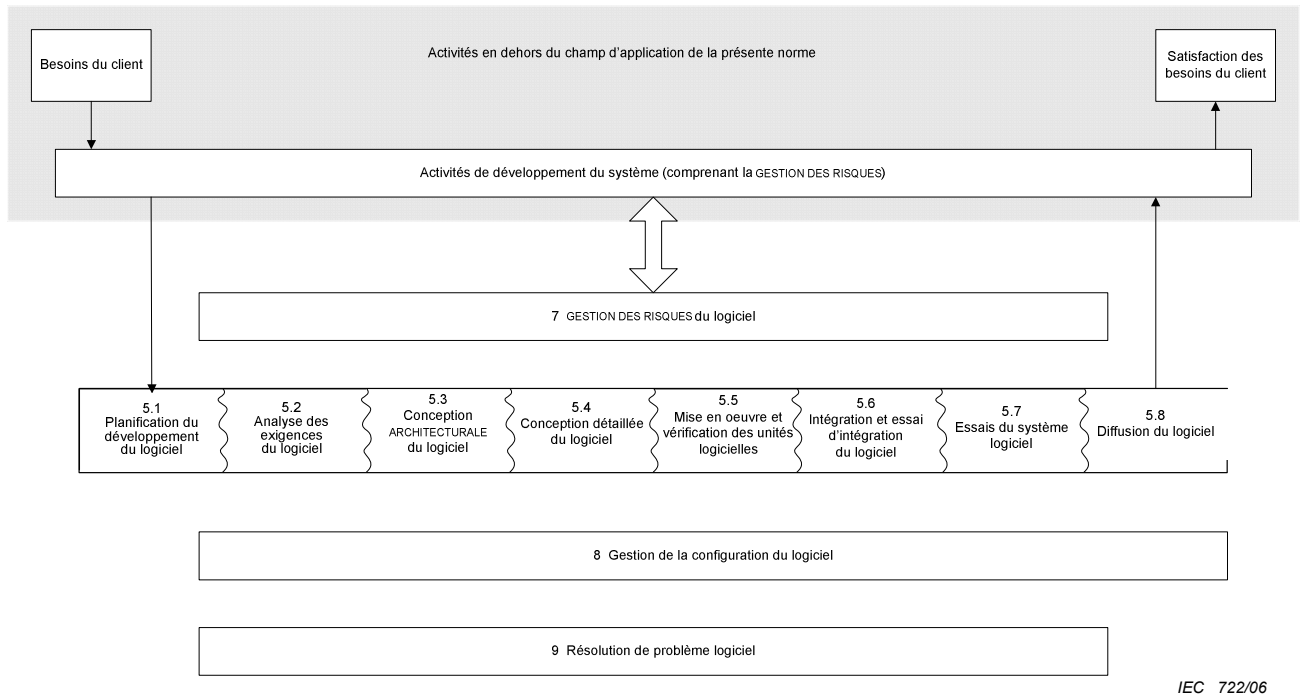 Besoins du client
Activités en dehors du champ d'application de la présente norme
Satisfaction des
besoins du client
Activités de développement du système (comprenant la GESTION DES RISQUES)
7 GESTION DES RISQUES du logiciel
5.1
Planification du
développement
du logiciel
5.2
Analyse des
exigences
du logiciel
5.3
Conception
ARCHITECTURALE
du logiciel
5.4
Conception détaillée
du logiciel
5.5
Mise en oeuvre et
vérification des unités
logicielles
5.6
Intégration et essai
d'intégration
du logiciel
5.7
Essais du système
logiciel
5.8
Diffusion du logiciel
8 Gestion de la configuration du logiciel
9 Résolution de problème logiciel
IEC 722/06